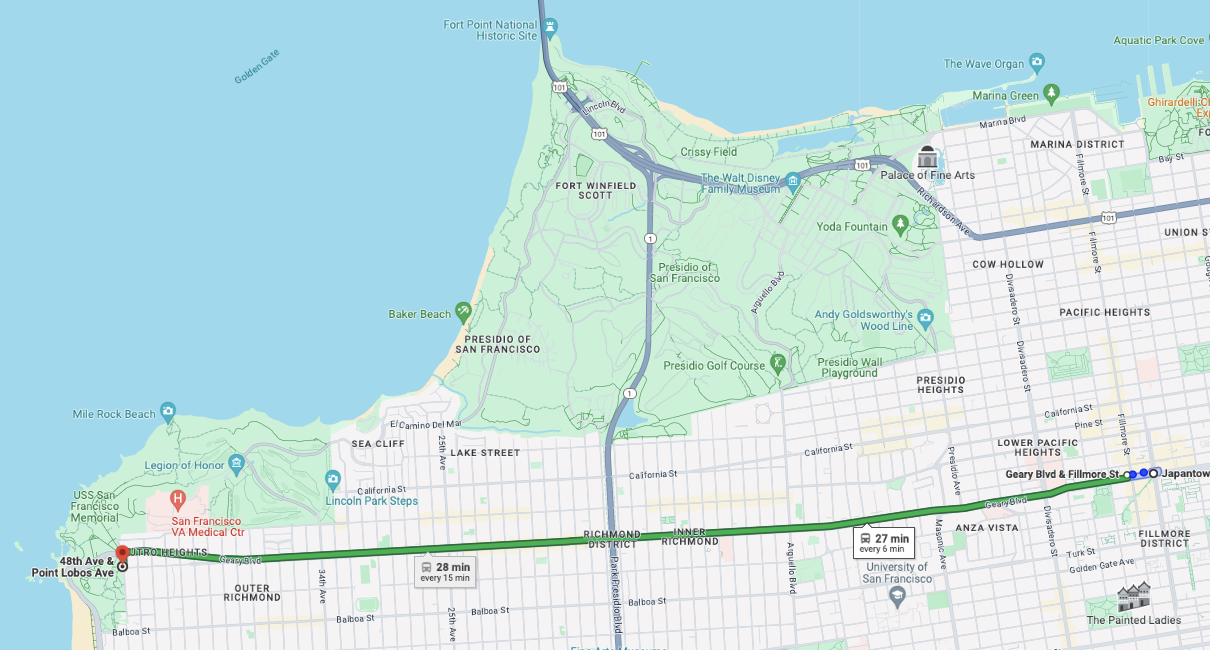 Fort Point National
Historic Site
Golden Gate
Aquatic Park Cove
The Wave Organ
101
Marina Green
Lincoln Blvd
Marina Blvd
101
Crissy Field
MARINA DISTRICT
Bay St
Fillmore St
The Walt Disney
Family Museum
101
Palace of Fine Arts
FORT WINFIELD
SCOTT
Richardson Ave
101
Yoda Fountain
1
UNION
Fillmore St
COW HOLLOW
Presidio of
San Francisco
Arguello Blvd
Divisadero St
Baker Beach
Andy Goldsworthy's
Wood Line
PACIFIC HEIGHTS
PRESIDIO OF
SAN FRANCISCO
Divisadero St
Presidio Golf Course
Presidio Wall
Playground
1
PRESIDIO
HEIGHTS
Mile Rock Beach
El Camino Del Mar
California St
Pine St
Fillmore St
SEA CLIFF
25th Ave
LAKE STREET
LOWER PACIFIC
HEIGHTS
California St
Presidio Ave
Legion of Honor
California St
Geary Blvd & Fillmore St
Japantow
California St
Lincoln Park Steps
USS San
Francisco
Memorial
San Francisco
VA Medical Ctr
Geary Blvd
ANZA VISTA
Divisadero St
FILLMORE
DISTRICT
RICHMOND
DISTRICT
INNER
RICHMOND
27 min
every 6 min
Masonic Ave
UTRO HEIGHTS
Geary Blvd
48th Ave &
Point Lobos Ave
28 min
every 15 min
Turk St
Golden Gate Ave
University of
San Francisco
34th Ave
Arguello Blvd
Park Presidio Blvd
OUTER
RICHMOND
25th Ave
Balboa St
Balboa St
Balboa St
Balboa St
The Painted Ladies